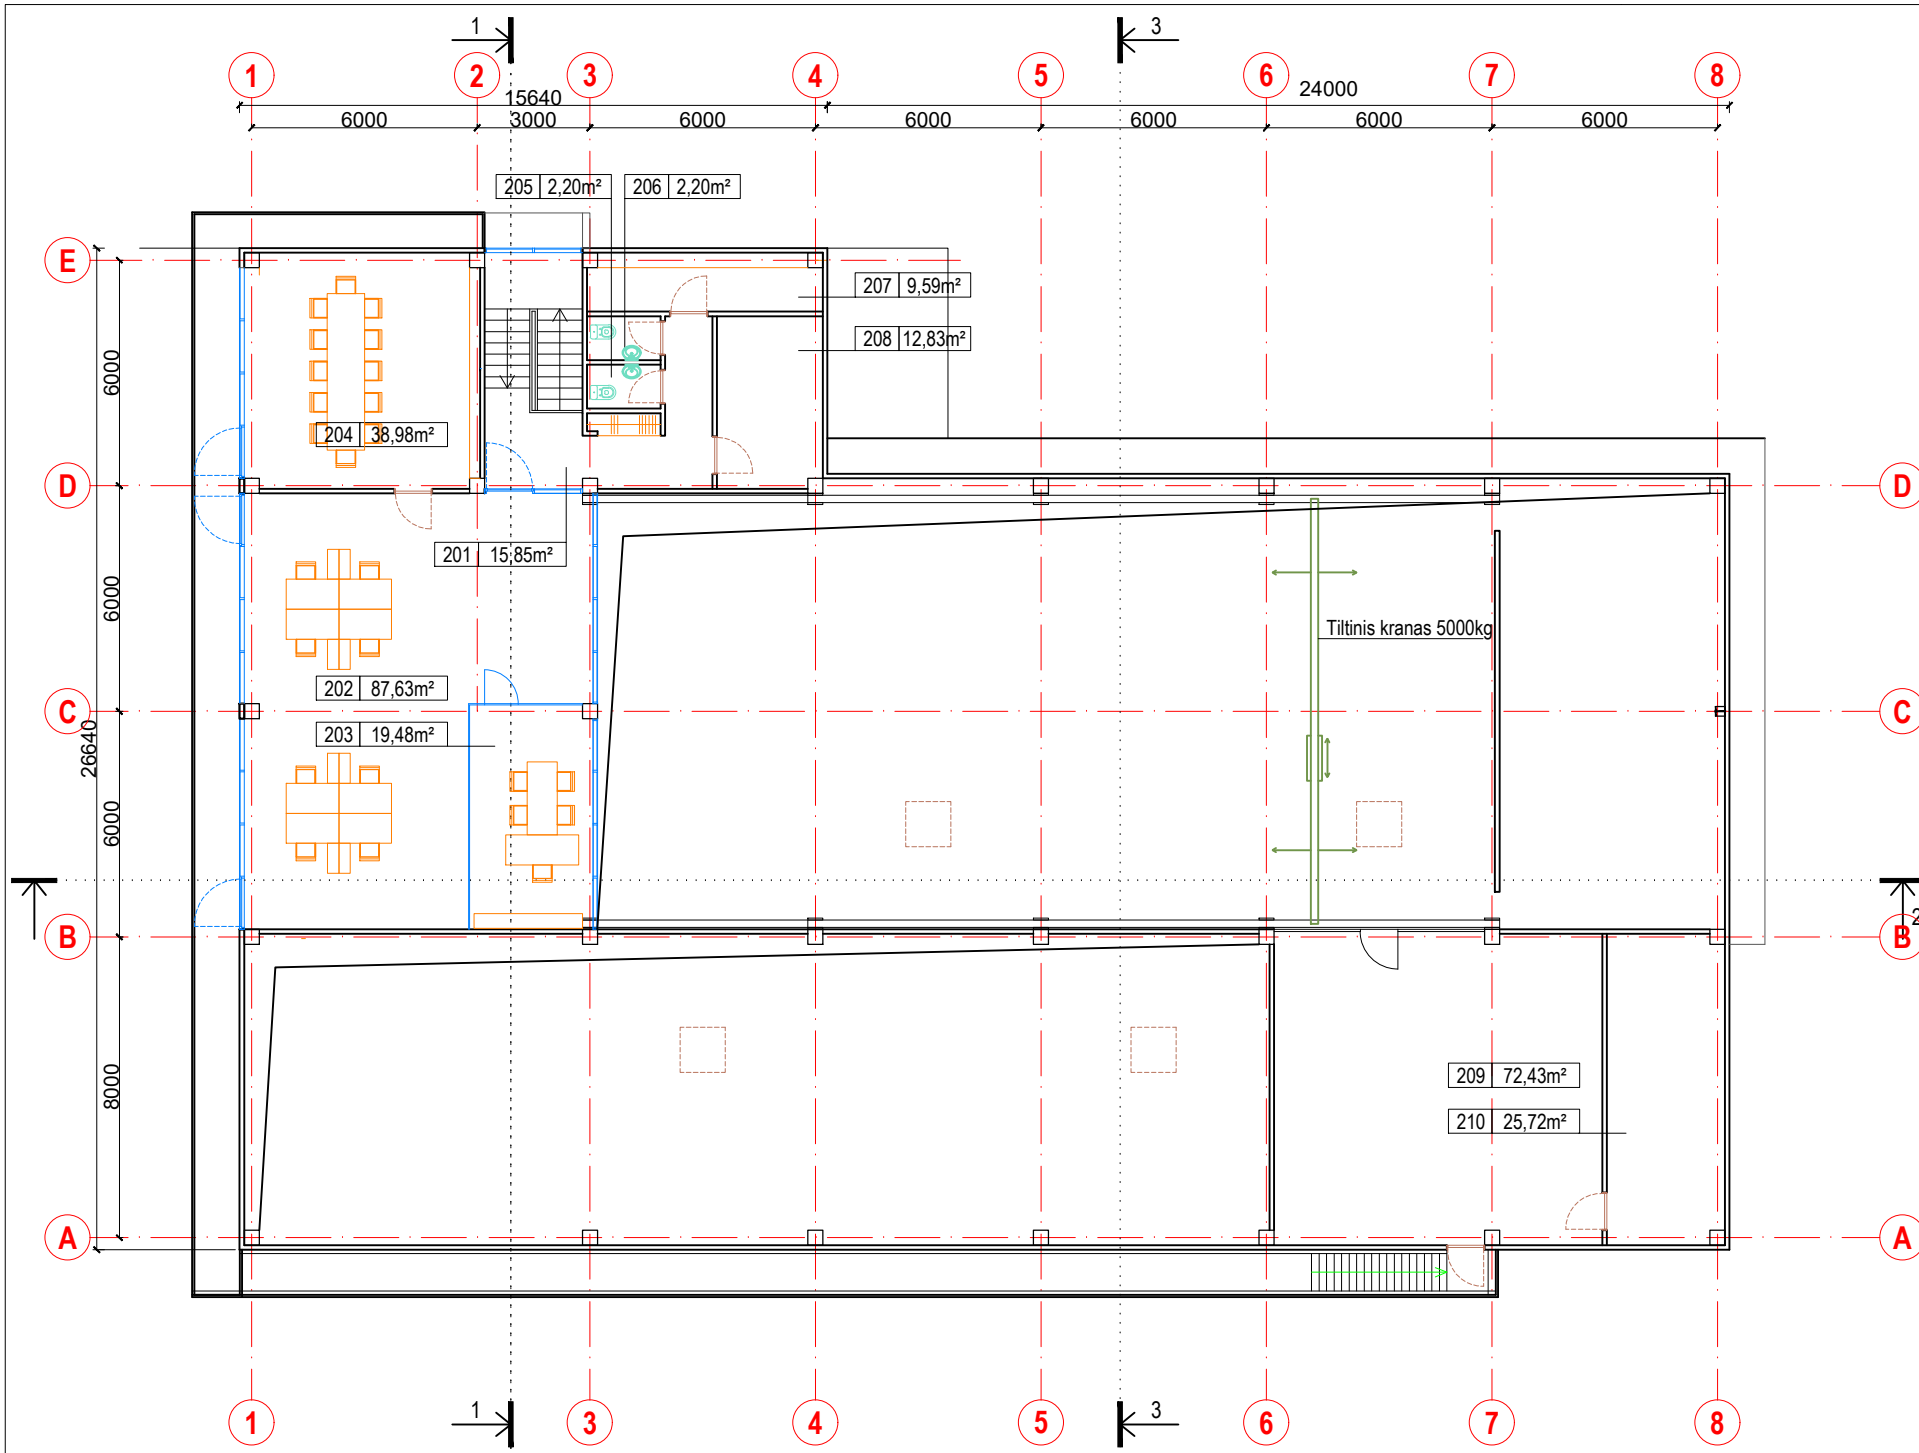 1 3
1 2 3 4 5 6 7 8
15640 24000
6000 3000 6000 6000 6000 6000 6000
205 2,20m² 206 2,20m²
E
207 9,59m²
208 12,83m²
6000
204 38,98m²
D D
201 15,85m²
6000
Tiltinis kranas 5000kg
202 87,63m²
C C
203 19,48m²
26640
6000
2
B B
209 72,43m²
8000
210 25,72m²
A A
1 3
1 3 4 5 6 7 8